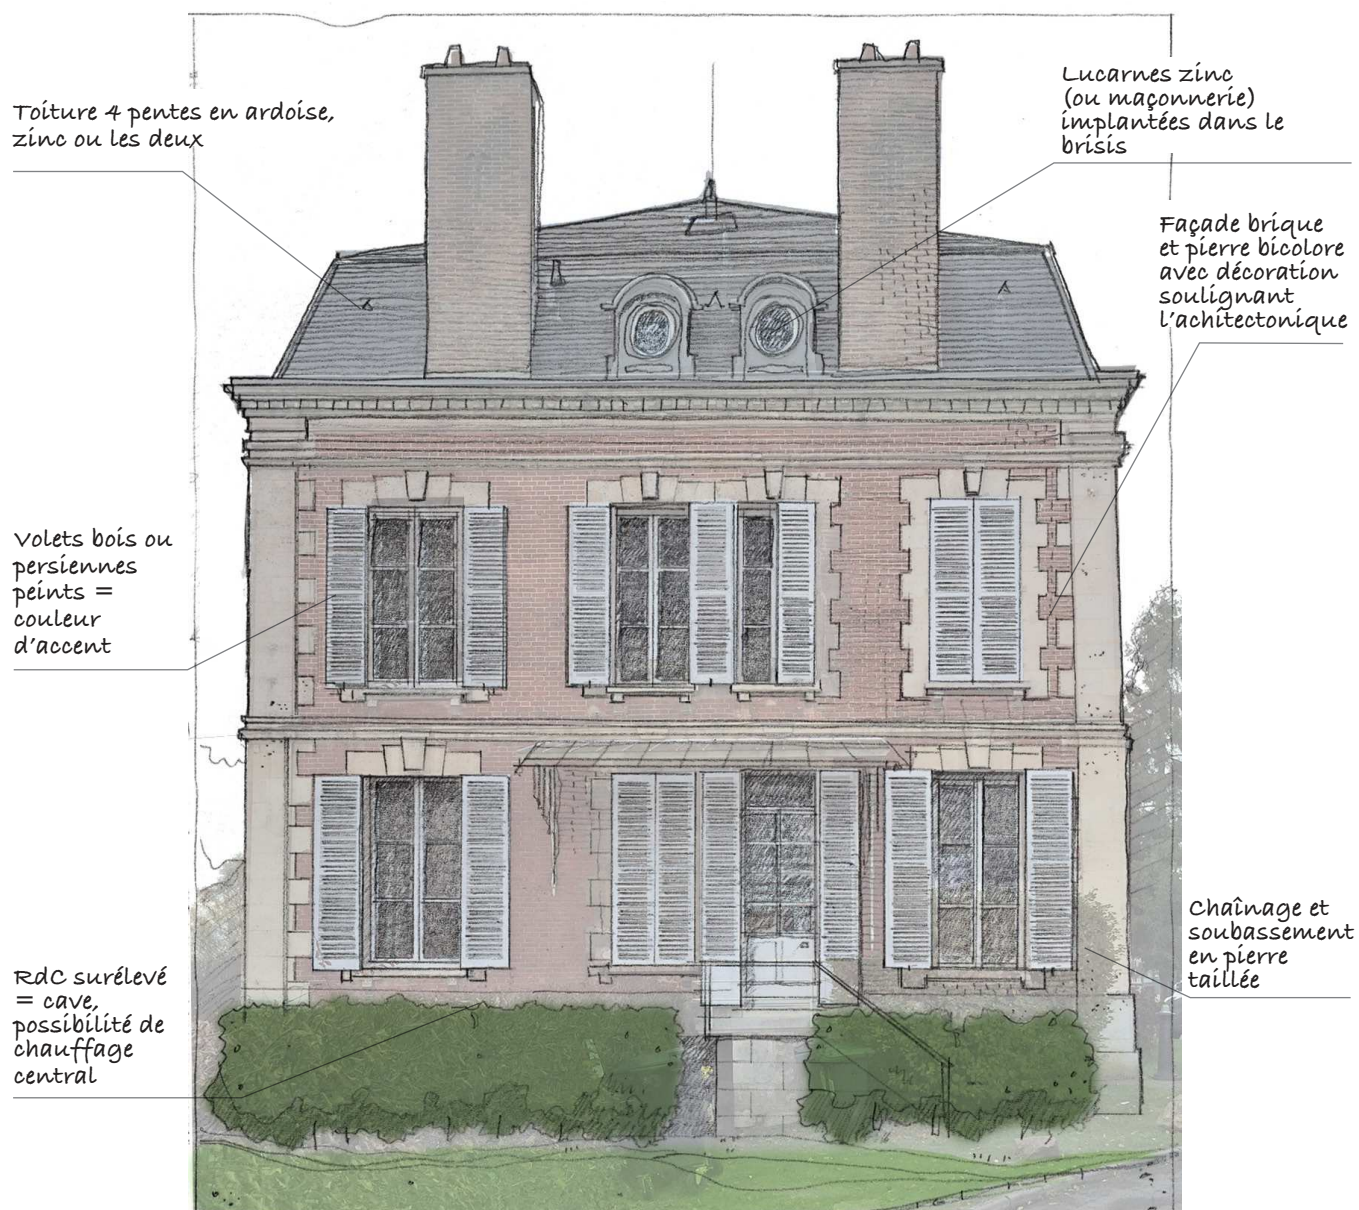 Toiture 4 pentes en ardoise,
zinc ou les deux
Lucarnes zinc
(ou maçonnerie)
implantées dans le
brisis
Façade brique
et pierre bicolore
avec décoration
soulignant
l'achitectonique
Volets bois ou
persiennes
peints =
couleur
d'accent
RdC surélevé
= cave,
possibilité de
chauffage
central
Chaînage et
soubassement
en pierre
taillée